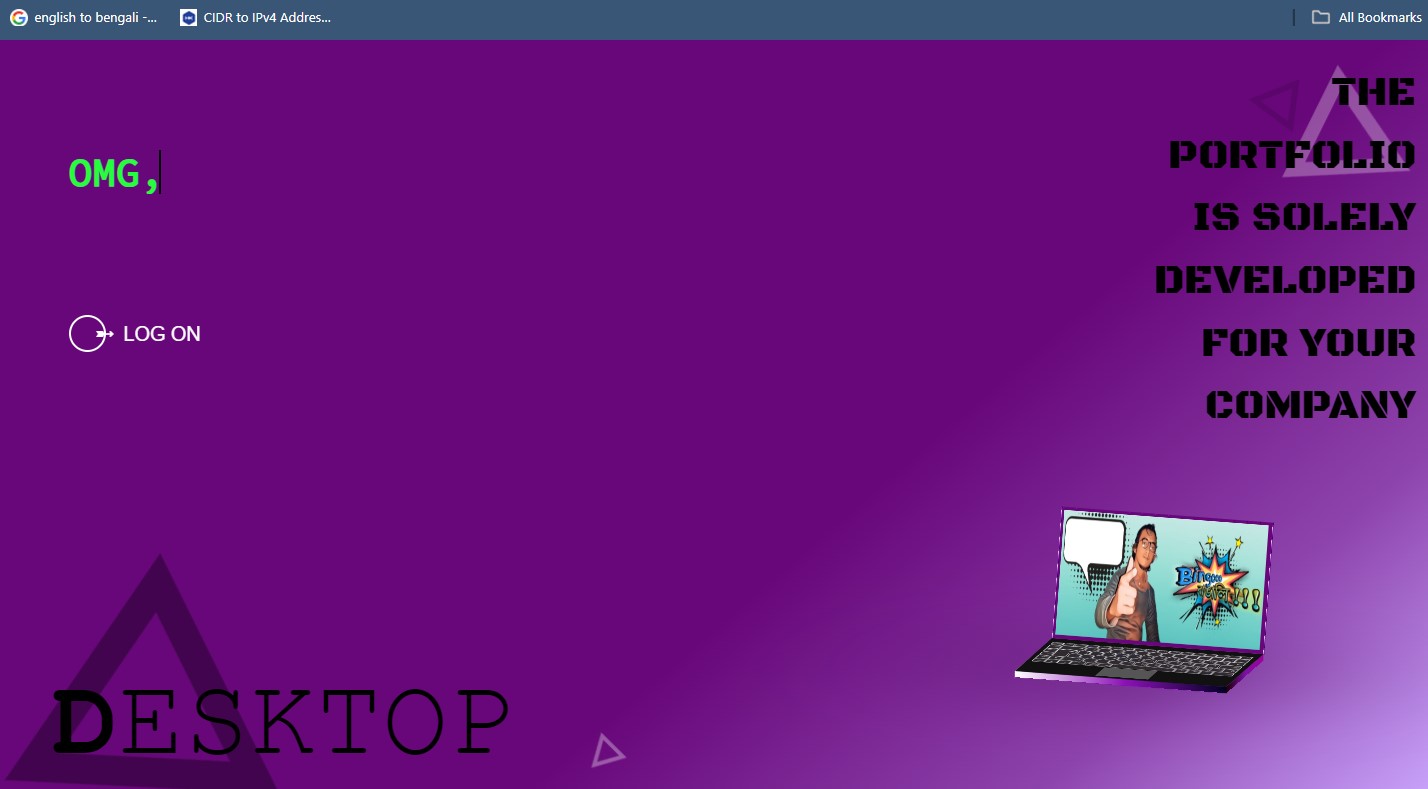 english to bengali -...
CIDR to IPv4 Addres...
All Bookmarks
OMG,
LOG ON
THE
PORTFOLIO
IS SOLELY
DEVELOPED
FOR YOUR
COMPANY
DESKTOP